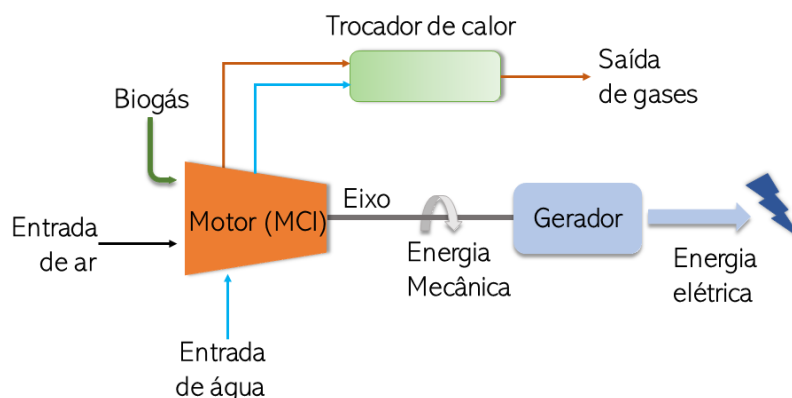 Trocador de calor
Saída
de gases
Biogás
Entrada
de ar
Motor (MCI)
Eixo
Energia
Mecânica
Gerador
Energia
elétrica
Entrada
de água